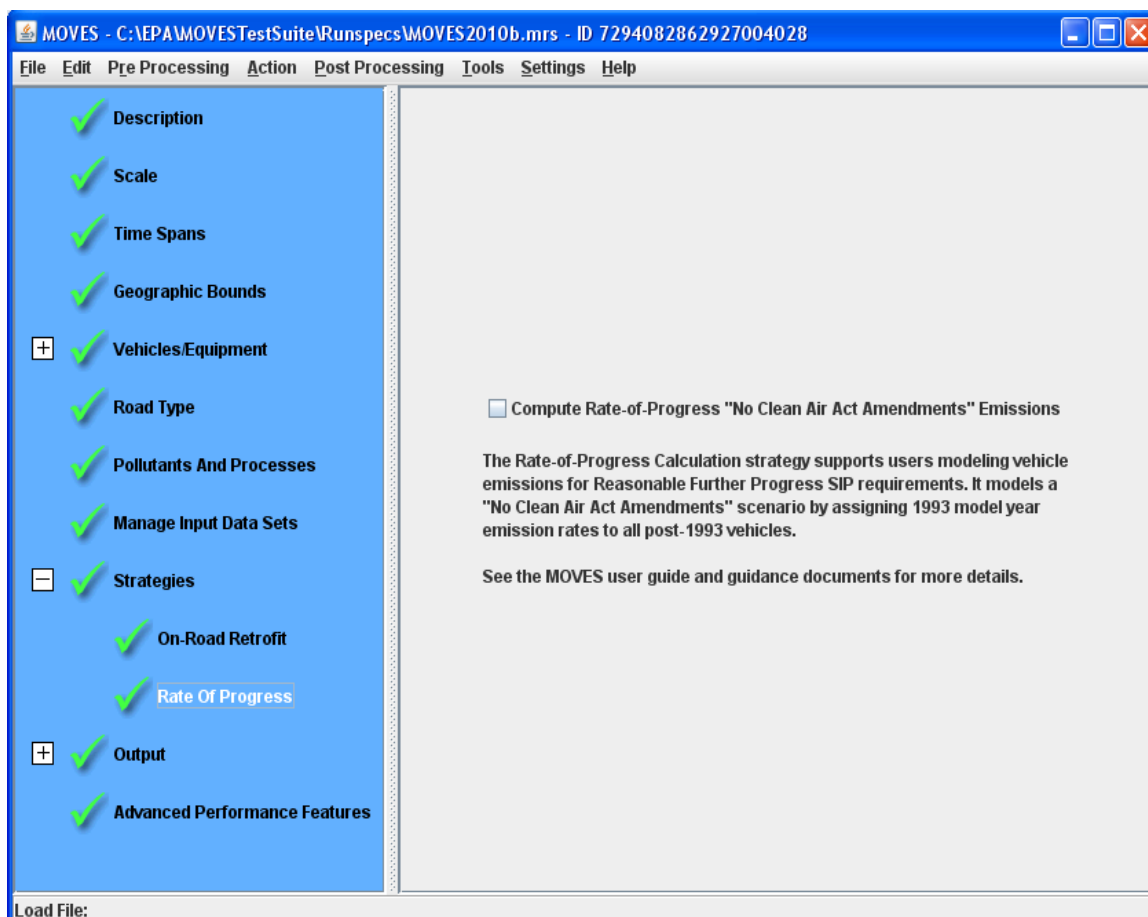 MOVES - C:\EPA\MOVESTestSuite\Runspecs\MOVES2010b.mrs - ID 7294082862927004028
File Edit Pre Processing Action Post Processing Tools Settings Help
Description
Scale
Time Spans
Geographic Bounds
Vehicles/Equipment
Road Type
Pollutants And Processes
Manage Input Data Sets
Strategies
On-Road Retrofit
Rate Of Progress
Output
Advanced Performance Features
Compute Rate-of-Progress "No Clean Air Act Amendments" Emissions
The Rate-of-Progress Calculation strategy supports users modeling vehicle
emissions for Reasonable Further Progress SIP requirements. It models a
"No Clean Air Act Amendments" scenario by assigning 1993 model year
emission rates to all post-1993 vehicles.
See the MOVES user guide and guidance documents for more details.
Load File: